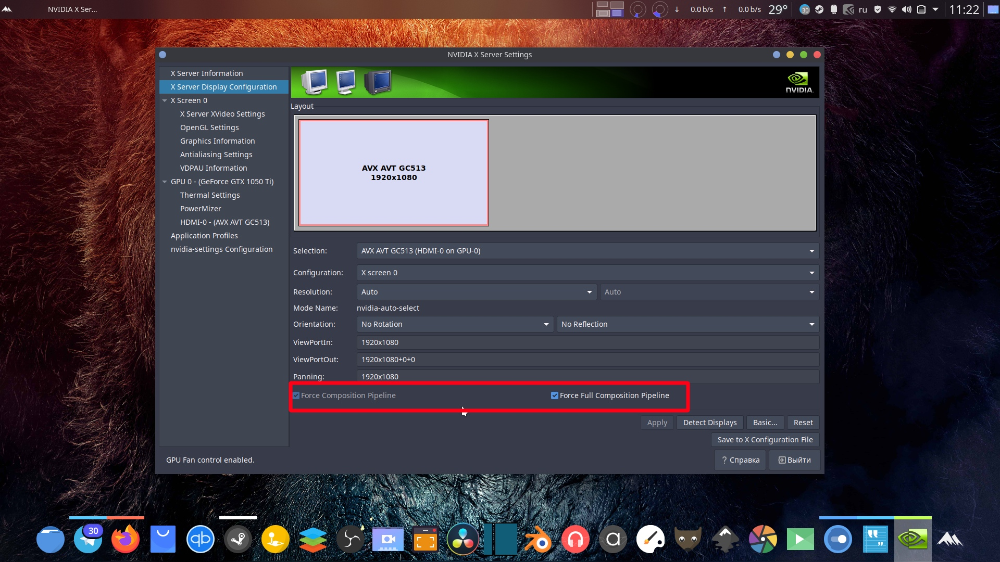 NVIDIA X Ser...
↓ 0.0 b/s ↑ 0.0 b/s 29° 30 ru 11:22
NVIDIA X Server Settings
X Server Information
X Server Display Configuration
X Screen 0
X Server XVideo Settings
OpenGL Settings
Graphics Information
Antialiasing Settings
VDPAU Information
GPU 0 - (GeForce GTX 1050 Ti)
Thermal Settings
PowerMizer
HDMI-0 - (AVX AVT GC513)
Application Profiles
nvidia-settings Configuration
NVIDIA.
Layout
AVX AVT GC513
1920x1080
Selection: AVX AVT GC513 (HDMI-0 on GPU-0)
Configuration: X screen 0
Resolution: Auto Auto
Mode Name: nvidia-auto-select
Orientation: No Rotation No Reflection
ViewPortIn: 1920x1080
ViewPortOut: 1920x1080+0+0
Panning: 1920x1080
Force Composition Pipeline Force Full Composition Pipeline
Apply Detect Displays Basic... Reset
Save to X Configuration File
GPU Fan control enabled. ? Справка Выйти
30
qb
a